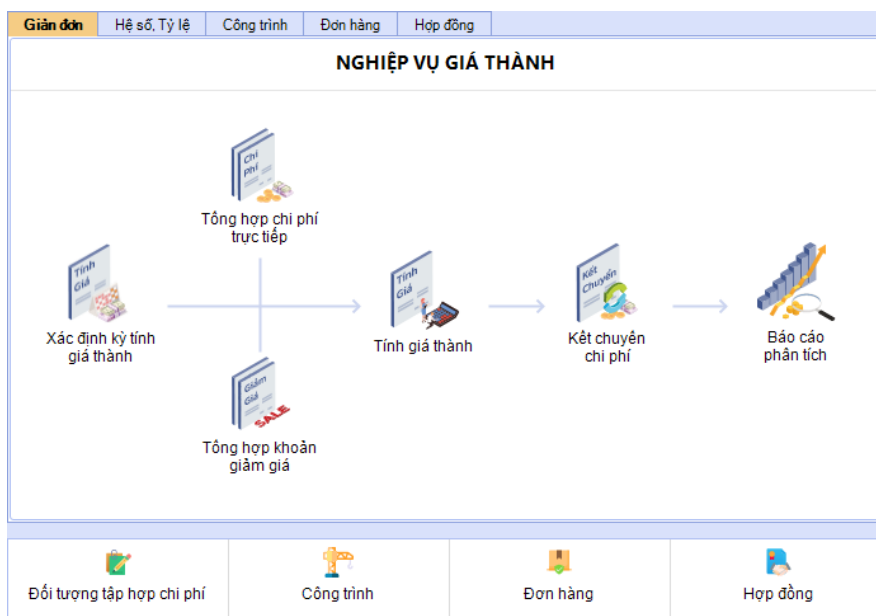 Giản đơn
Hệ số, Tỷ lệ
Công trình
Đơn hàng
Hợp đồng
NGHIỆP VỤ GIÁ THÀNH
Chi
Phí
Tổng hợp chi phí
trực tiếp
Tính
Giá
Xác định kỳ tính
giá thành
Tính
Giá
Tính giá thành
Kết
Chuyển
Kết chuyển
chi phí
Báo cáo
phân tích
Giảm
Giá
SALE
Tổng hợp khoản
giảm giá
Đối tượng tập hợp chi phí
Công trình
Đơn hàng
Hợp đồng